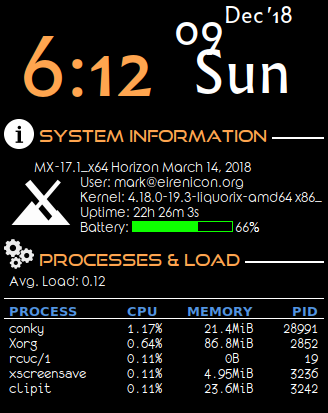 6:12
09
Dec '18
Sun
SYSTEM INFORMATION
MX-17.1_x64 Horizon March 14, 2018
User: mark@eirenicon.org
Kernel: 4.18.0-19.3-liquorix-amd64 x86_
Uptime: 22h 26m 3s
Battery: 66%
PROCESSES & LOAD
Avg. Load: 0.12
PROCESS CPU MEMORY PID
conky 1.17% 21.4MiB 28991
Xorg 0.64% 86.8MiB 2852
rcuc/1 0.11% 0B 19
xscreensave 0.11% 4.95MiB 3236
clipit 0.11% 23.6MiB 3242